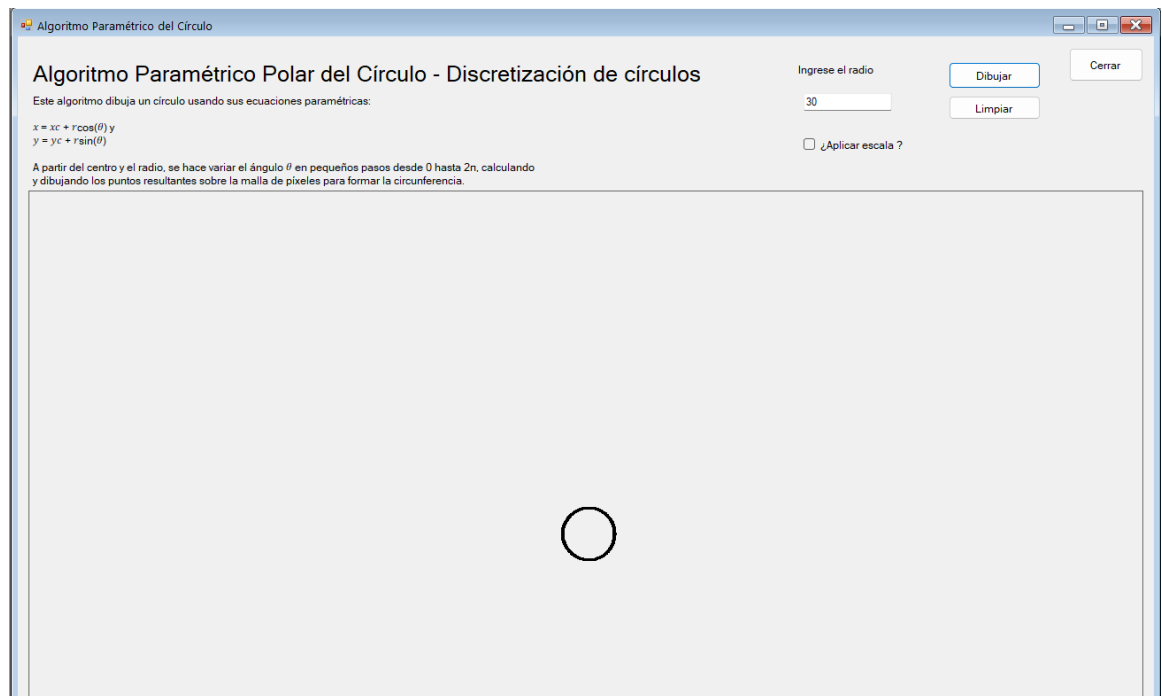 Algoritmo Paramétrico del Círculo
Algoritmo Paramétrico Polar del Círculo - Discretización de círculos
Este algoritmo dibuja un círculo usando sus ecuaciones paramétricas:
x = xc + rcos(θ) y
y = yc + rsin(θ)
A partir del centro y el radio, se hace variar el ángulo θ en pequeños pasos desde 0 hasta 2п, calculando
y dibujando los puntos resultantes sobre la malla de píxeles para formar la circunferencia.
Ingrese el radio
30
¿Aplicar escala ?
Dibujar
Limpiar
Cerrar